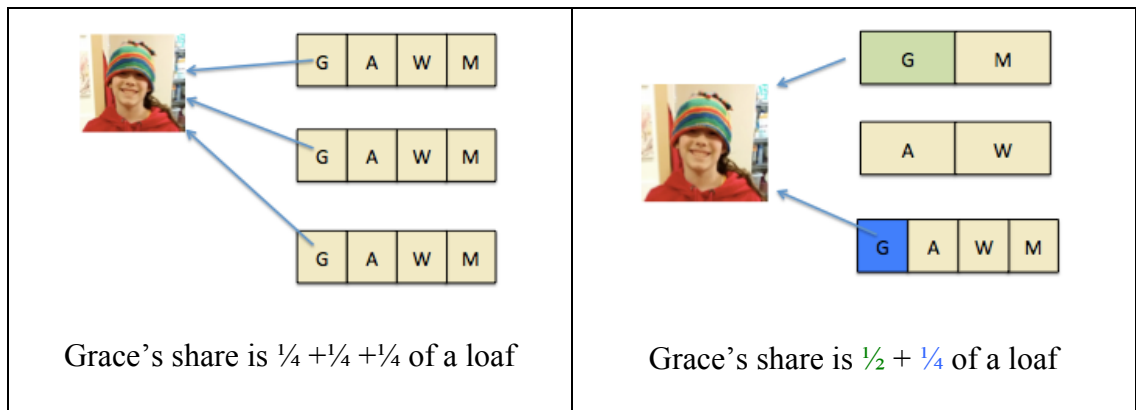 G A W M
G A W M
G A W M
Grace's share is ¼ +¼ +¼ of a loaf
G M
A W
G A W M
Grace's share is ½ + ¼ of a loaf